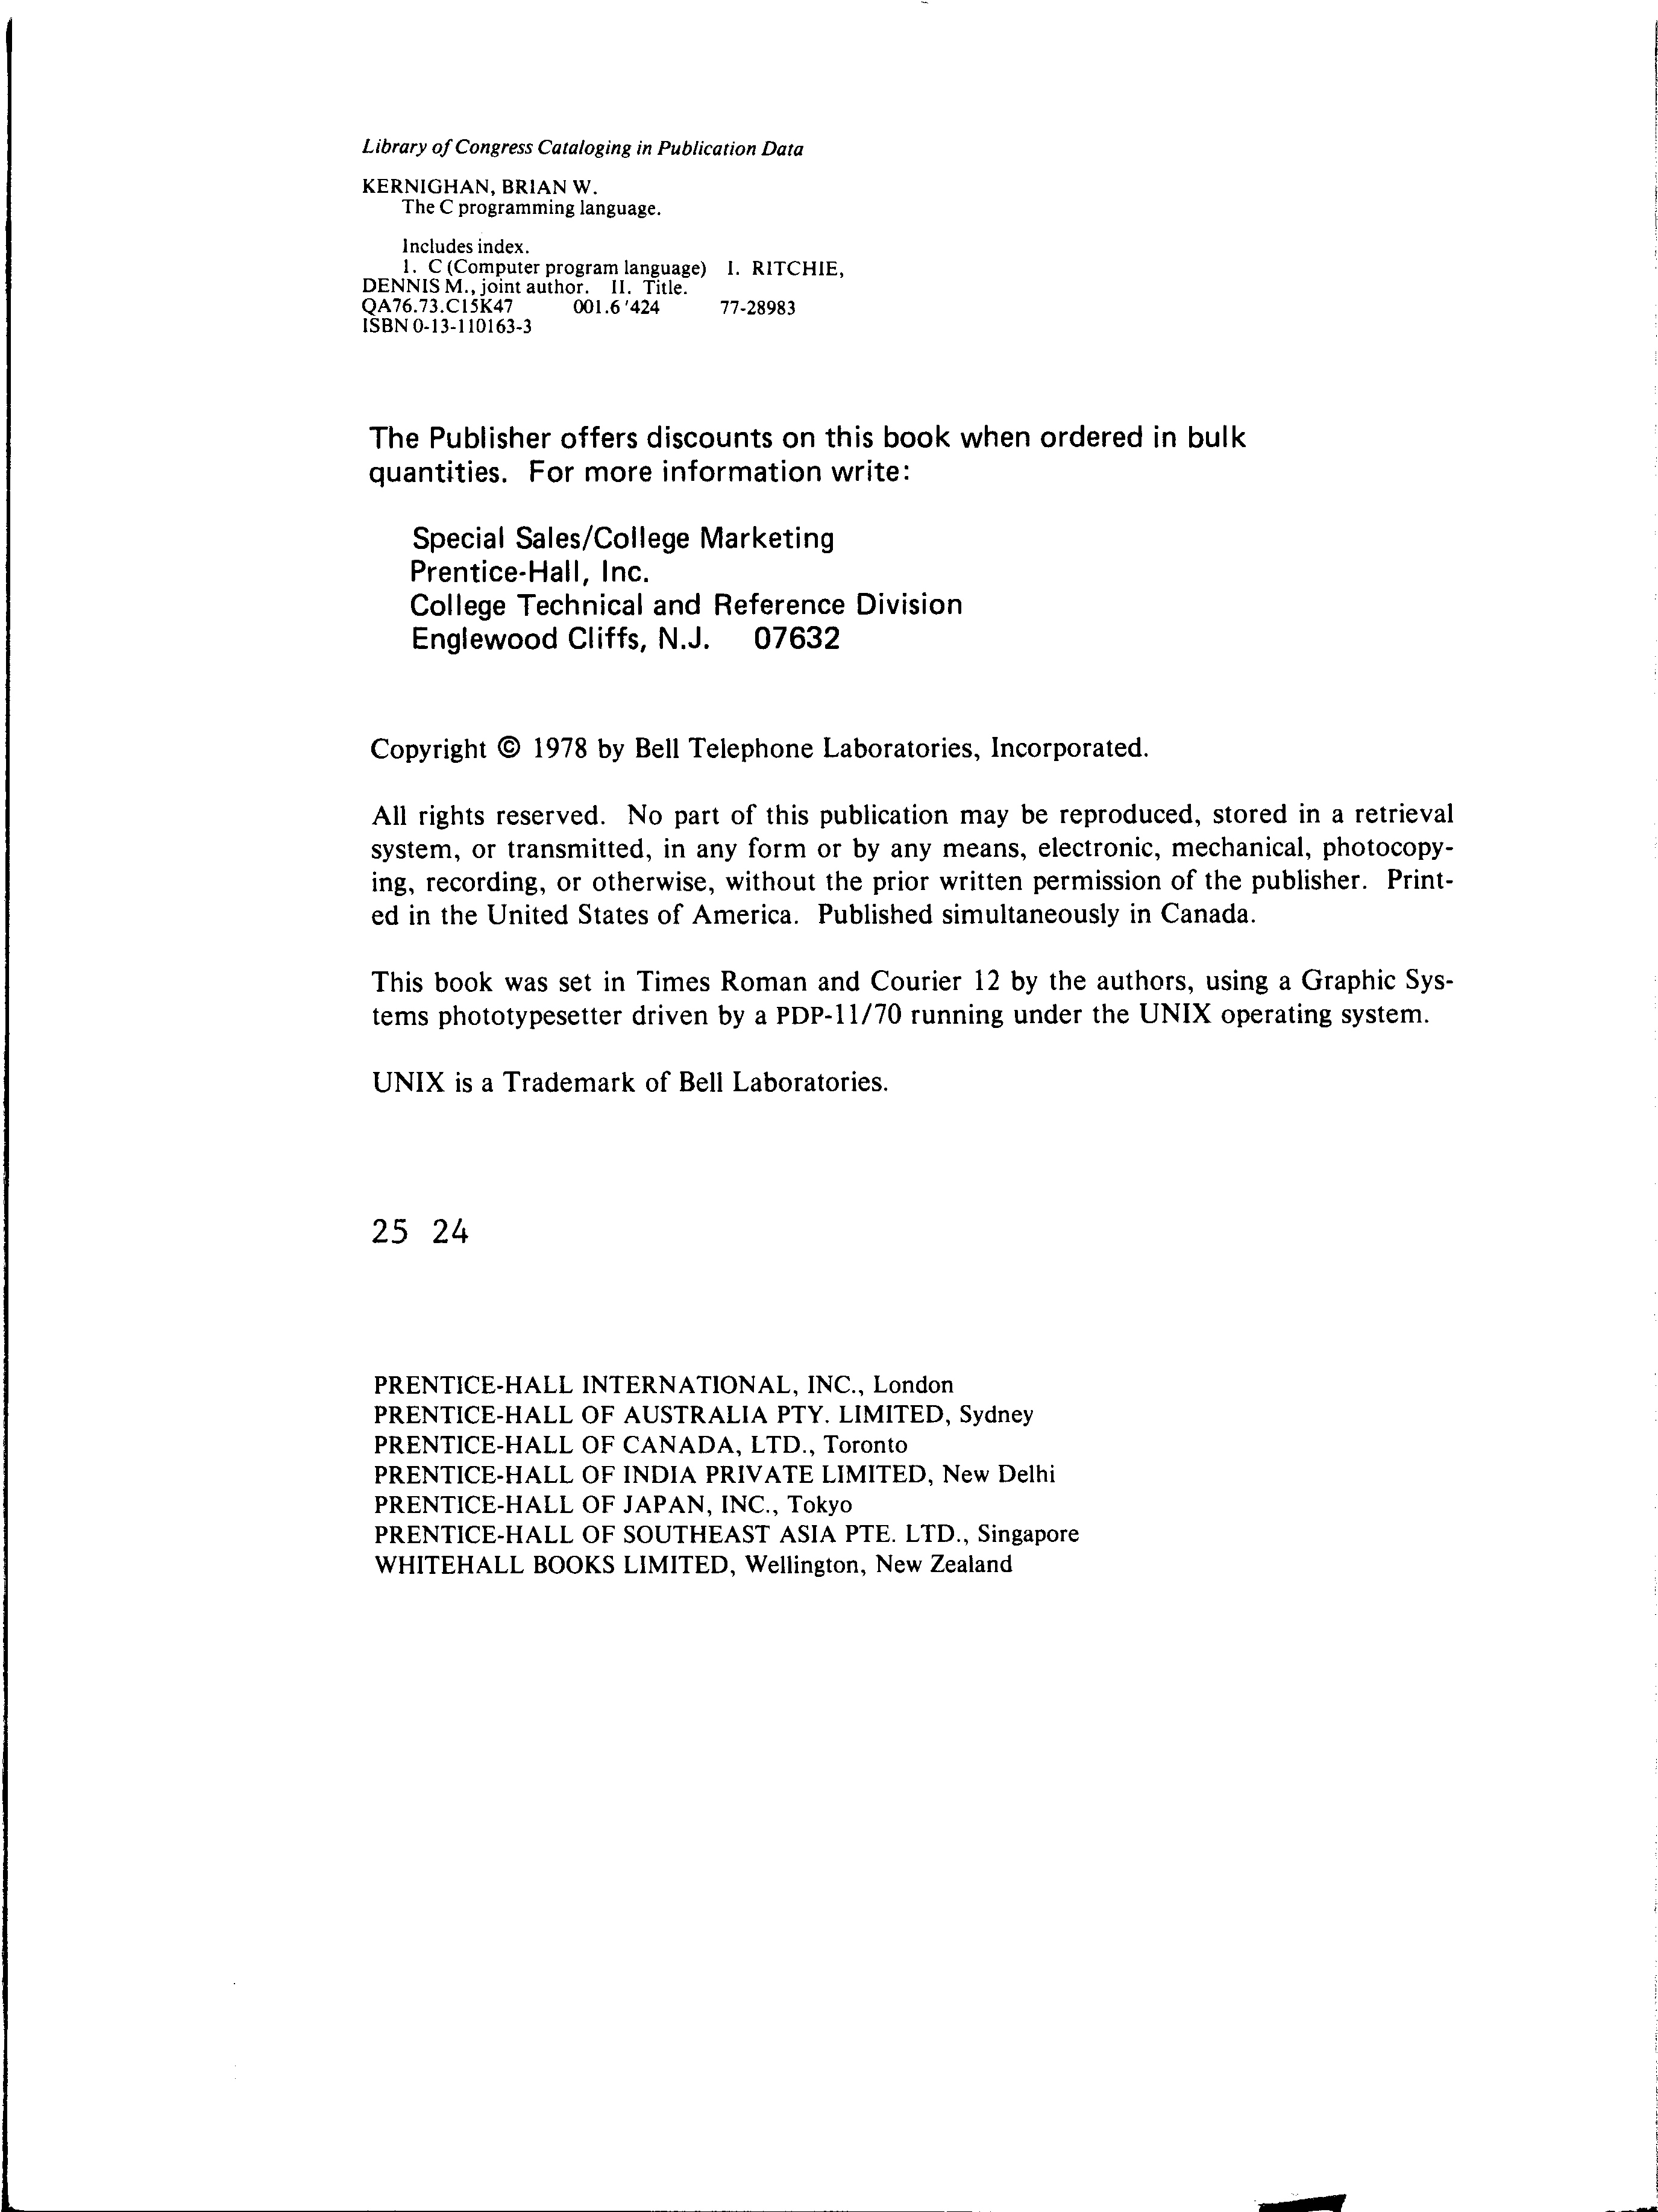 Library of Congress Cataloging in Publication Data
KERNIGHAN, BRIAN W.
The C programming language.
Includes index.
1. C (Computer program language) I. RITCHIE,
DENNIS M., joint author. II. Title.
QA76.73.C15K47 001.6'424 77-28983
ISBN 0-13-110163-3
The Publisher offers discounts on this book when ordered in bulk
quantities. For more information write:
Special Sales/College Marketing
Prentice-Hall, Inc.
College Technical and Reference Division
Englewood Cliffs, N.J. 07632
Copyright © 1978 by Bell Telephone Laboratories, Incorporated.
All rights reserved. No part of this publication may be reproduced, stored in a retrieval
system, or transmitted, in any form or by any means, electronic, mechanical, photocopy-
ing, recording, or otherwise, without the prior written permission of the publisher. Print-
ed in the United States of America. Published simultaneously in Canada.
This book was set in Times Roman and Courier 12 by the authors, using a Graphic Sys-
tems phototypesetter driven by a PDP-11/70 running under the UNIX operating system.
UNIX is a Trademark of Bell Laboratories.
25 24
PRENTICE-HALL INTERNATIONAL, INC., London
PRENTICE-HALL OF AUSTRALIA PTY. LIMITED, Sydney
PRENTICE-HALL OF CANADA, LTD., Toronto
PRENTICE-HALL OF INDIA PRIVATE LIMITED, New Delhi
PRENTICE-HALL OF JAPAN, INC., Tokyo
PRENTICE-HALL OF SOUTHEAST ASIA PTE. LTD., Singapore
WHITEHALL BOOKS LIMITED, Wellington, New Zealand